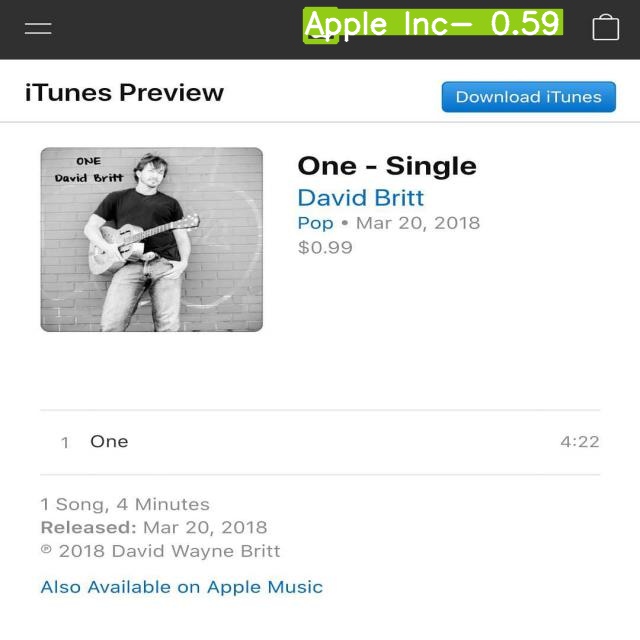 Apple Inc- 0.59
iTunes Preview
Download iTunes
ONE
David Britt
One - Single
David Britt
Pop • Mar 20, 2018
$0.99
1 One 4:22
1 Song, 4 Minutes
Released: Mar 20, 2018
℗ 2018 David Wayne Britt
Also Available on Apple Music